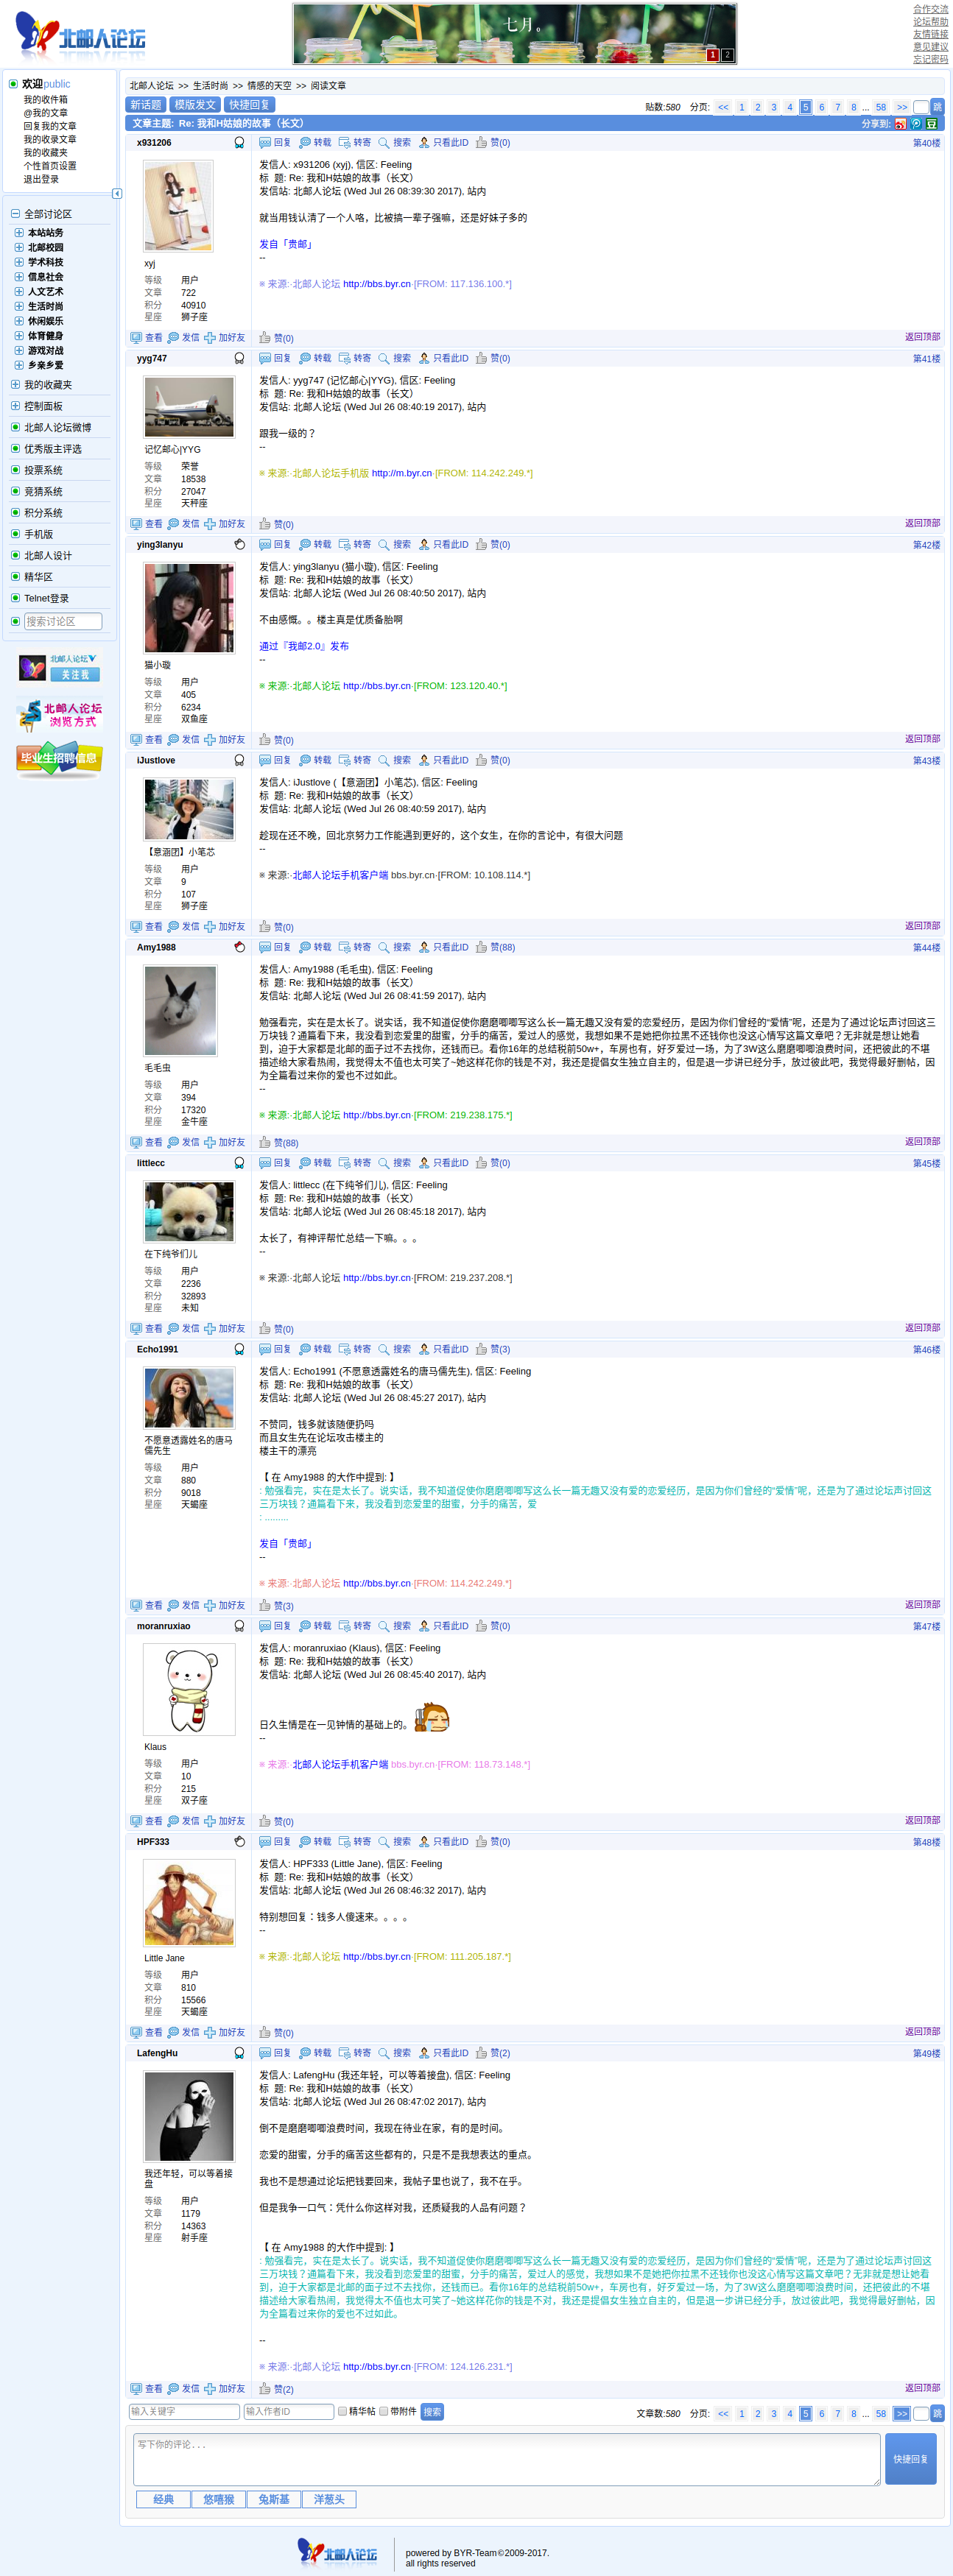 北邮人论坛
七月。
1 2
合作交流
论坛帮助
友情链接
意见建议
忘记密码
欢迎public
我的收件箱
@我的文章
回复我的文章
我的收录文章
我的收藏夹
个性首页设置
退出登录
全部讨论区
本站站务
北邮校园
学术科技
信息社会
人文艺术
生活时尚
休闲娱乐
体育健身
游戏对战
乡亲乡爱
我的收藏夹
控制面板
北邮人论坛微博
优秀版主评选
投票系统
竞猜系统
积分系统
手机版
北邮人设计
精华区
Telnet登录
搜索讨论区
北邮人论坛
关注我
北邮人论坛
浏览方式
毕业生招聘信息
北邮人论坛 >> 生活时尚 >> 情感的天空 >> 阅读文章
新话题 模版发文 快捷回复
贴数:580 分页: << 1 2 3 4 5 6 7 8 ... 58 >> 跳
文章主题: Re: 我和H姑娘的故事（长文）
分享到:
x931206 回复 转载 转寄 搜索 只看此ID 赞(0) 第40楼
xyj
等级 用户
文章 722
积分 40910
星座 狮子座
发信人: x931206 (xyj), 信区: Feeling
标 题: Re: 我和H姑娘的故事（长文）
发信站: 北邮人论坛 (Wed Jul 26 08:39:30 2017), 站内
就当用钱认清了一个人咯，比被搞一辈子强嘛，还是好妹子多的
发自「贵邮」
--
※ 来源:·北邮人论坛 http://bbs.byr.cn·[FROM: 117.136.100.*]
查看 发信 加好友 赞(0) 返回顶部
yyg747 回复 转载 转寄 搜索 只看此ID 赞(0) 第41楼
记忆邮心|YYG
等级 荣誉
文章 18538
积分 27047
星座 天秤座
发信人: yyg747 (记忆邮心|YYG), 信区: Feeling
标 题: Re: 我和H姑娘的故事（长文）
发信站: 北邮人论坛 (Wed Jul 26 08:40:19 2017), 站内
跟我一级的？
--
※ 来源:·北邮人论坛手机版 http://m.byr.cn·[FROM: 114.242.249.*]
查看 发信 加好友 赞(0) 返回顶部
ying3lanyu 回复 转载 转寄 搜索 只看此ID 赞(0) 第42楼
猫小璇
等级 用户
文章 405
积分 6234
星座 双鱼座
发信人: ying3lanyu (猫小璇), 信区: Feeling
标 题: Re: 我和H姑娘的故事（长文）
发信站: 北邮人论坛 (Wed Jul 26 08:40:50 2017), 站内
不由感慨。。楼主真是优质备胎啊
通过『我邮2.0』发布
--
※ 来源:·北邮人论坛 http://bbs.byr.cn·[FROM: 123.120.40.*]
查看 发信 加好友 赞(0) 返回顶部
iJustlove 回复 转载 转寄 搜索 只看此ID 赞(0) 第43楼
【意涵团】小笔芯
等级 用户
文章 9
积分 107
星座 狮子座
发信人: iJustlove (【意涵团】小笔芯), 信区: Feeling
标 题: Re: 我和H姑娘的故事（长文）
发信站: 北邮人论坛 (Wed Jul 26 08:40:59 2017), 站内
趁现在还不晚，回北京努力工作能遇到更好的，这个女生，在你的言论中，有很大问题
--
※ 来源:·北邮人论坛手机客户端 bbs.byr.cn·[FROM: 10.108.114.*]
查看 发信 加好友 赞(0) 返回顶部
Amy1988 回复 转载 转寄 搜索 只看此ID 赞(88) 第44楼
毛毛虫
等级 用户
文章 394
积分 17320
星座 金牛座
发信人: Amy1988 (毛毛虫), 信区: Feeling
标 题: Re: 我和H姑娘的故事（长文）
发信站: 北邮人论坛 (Wed Jul 26 08:41:59 2017), 站内
勉强看完，实在是太长了。说实话，我不知道促使你磨磨唧唧写这么长一篇无趣又没有爱的恋爱经历，是因为你们曾经的“爱情”呢，还是为了通过论坛声讨回这三
万块钱？通篇看下来，我没看到恋爱里的甜蜜，分手的痛苦，爱过人的感觉，我想如果不是她把你拉黑不还钱你也没这心情写这篇文章吧？无非就是想让她看
到，迫于大家都是北邮的面子过不去找你，还钱而已。看你16年的总结税前50w+，车房也有，好歹爱过一场，为了3W这么磨磨唧唧浪费时间，还把彼此的不堪
描述给大家看热闹，我觉得太不值也太可笑了~她这样花你的钱是不对，我还是提倡女生独立自主的，但是退一步讲已经分手，放过彼此吧，我觉得最好删帖，因
为全篇看过来你的爱也不过如此。
--
※ 来源:·北邮人论坛 http://bbs.byr.cn·[FROM: 219.238.175.*]
查看 发信 加好友 赞(88) 返回顶部
littlecc 回复 转载 转寄 搜索 只看此ID 赞(0) 第45楼
在下纯爷们儿
等级 用户
文章 2236
积分 32893
星座 未知
发信人: littlecc (在下纯爷们儿), 信区: Feeling
标 题: Re: 我和H姑娘的故事（长文）
发信站: 北邮人论坛 (Wed Jul 26 08:45:18 2017), 站内
太长了，有神评帮忙总结一下嘛。。。
--
※ 来源:·北邮人论坛 http://bbs.byr.cn·[FROM: 219.237.208.*]
查看 发信 加好友 赞(0) 返回顶部
Echo1991 回复 转载 转寄 搜索 只看此ID 赞(3) 第46楼
不愿意透露姓名的唐马
儒先生
等级 用户
文章 880
积分 9018
星座 天蝎座
发信人: Echo1991 (不愿意透露姓名的唐马儒先生), 信区: Feeling
标 题: Re: 我和H姑娘的故事（长文）
发信站: 北邮人论坛 (Wed Jul 26 08:45:27 2017), 站内
不赞同，钱多就该随便扔吗
而且女生先在论坛攻击楼主的
楼主干的漂亮
【 在 Amy1988 的大作中提到: 】
: 勉强看完，实在是太长了。说实话，我不知道促使你磨磨唧唧写这么长一篇无趣又没有爱的恋爱经历，是因为你们曾经的“爱情”呢，还是为了通过论坛声讨回这
三万块钱？通篇看下来，我没看到恋爱里的甜蜜，分手的痛苦，爱
: .........
发自「贵邮」
--
※ 来源:·北邮人论坛 http://bbs.byr.cn·[FROM: 114.242.249.*]
查看 发信 加好友 赞(3) 返回顶部
moranruxiao 回复 转载 转寄 搜索 只看此ID 赞(0) 第47楼
Klaus
等级 用户
文章 10
积分 215
星座 双子座
发信人: moranruxiao (Klaus), 信区: Feeling
标 题: Re: 我和H姑娘的故事（长文）
发信站: 北邮人论坛 (Wed Jul 26 08:45:40 2017), 站内
日久生情是在一见钟情的基础上的。
--
※ 来源:·北邮人论坛手机客户端 bbs.byr.cn·[FROM: 118.73.148.*]
查看 发信 加好友 赞(0) 返回顶部
HPF333 回复 转载 转寄 搜索 只看此ID 赞(0) 第48楼
Little Jane
等级 用户
文章 810
积分 15566
星座 天蝎座
发信人: HPF333 (Little Jane), 信区: Feeling
标 题: Re: 我和H姑娘的故事（长文）
发信站: 北邮人论坛 (Wed Jul 26 08:46:32 2017), 站内
特别想回复：钱多人傻速来。。。。
--
※ 来源:·北邮人论坛 http://bbs.byr.cn·[FROM: 111.205.187.*]
查看 发信 加好友 赞(0) 返回顶部
LafengHu 回复 转载 转寄 搜索 只看此ID 赞(2) 第49楼
我还年轻，可以等着接
盘
等级 用户
文章 1179
积分 14363
星座 射手座
发信人: LafengHu (我还年轻，可以等着接盘), 信区: Feeling
标 题: Re: 我和H姑娘的故事（长文）
发信站: 北邮人论坛 (Wed Jul 26 08:47:02 2017), 站内
倒不是磨磨唧唧浪费时间，我现在待业在家，有的是时间。
恋爱的甜蜜，分手的痛苦这些都有的，只是不是我想表达的重点。
我也不是想通过论坛把钱要回来，我帖子里也说了，我不在乎。
但是我争一口气：凭什么你这样对我，还质疑我的人品有问题？
【 在 Amy1988 的大作中提到: 】
: 勉强看完，实在是太长了。说实话，我不知道促使你磨磨唧唧写这么长一篇无趣又没有爱的恋爱经历，是因为你们曾经的“爱情”呢，还是为了通过论坛声讨回这
三万块钱？通篇看下来，我没看到恋爱里的甜蜜，分手的痛苦，爱过人的感觉，我想如果不是她把你拉黑不还钱你也没这心情写这篇文章吧？无非就是想让她看
到，迫于大家都是北邮的面子过不去找你，还钱而已。看你16年的总结税前50w+，车房也有，好歹爱过一场，为了3W这么磨磨唧唧浪费时间，还把彼此的不堪
描述给大家看热闹，我觉得太不值也太可笑了~她这样花你的钱是不对，我还是提倡女生独立自主的，但是退一步讲已经分手，放过彼此吧，我觉得最好删帖，因
为全篇看过来你的爱也不过如此。
--
※ 来源:·北邮人论坛 http://bbs.byr.cn·[FROM: 124.126.231.*]
查看 发信 加好友 赞(2) 返回顶部
输入关键字 输入作者ID 精华帖 带附件 搜索
文章数:580 分页: << 1 2 3 4 5 6 7 8 ... 58 >> 跳
写下你的评论...
快捷回复
经典 悠嘻猴 兔斯基 洋葱头
北邮人论坛
powered by BYR-Team©2009-2017.
all rights reserved